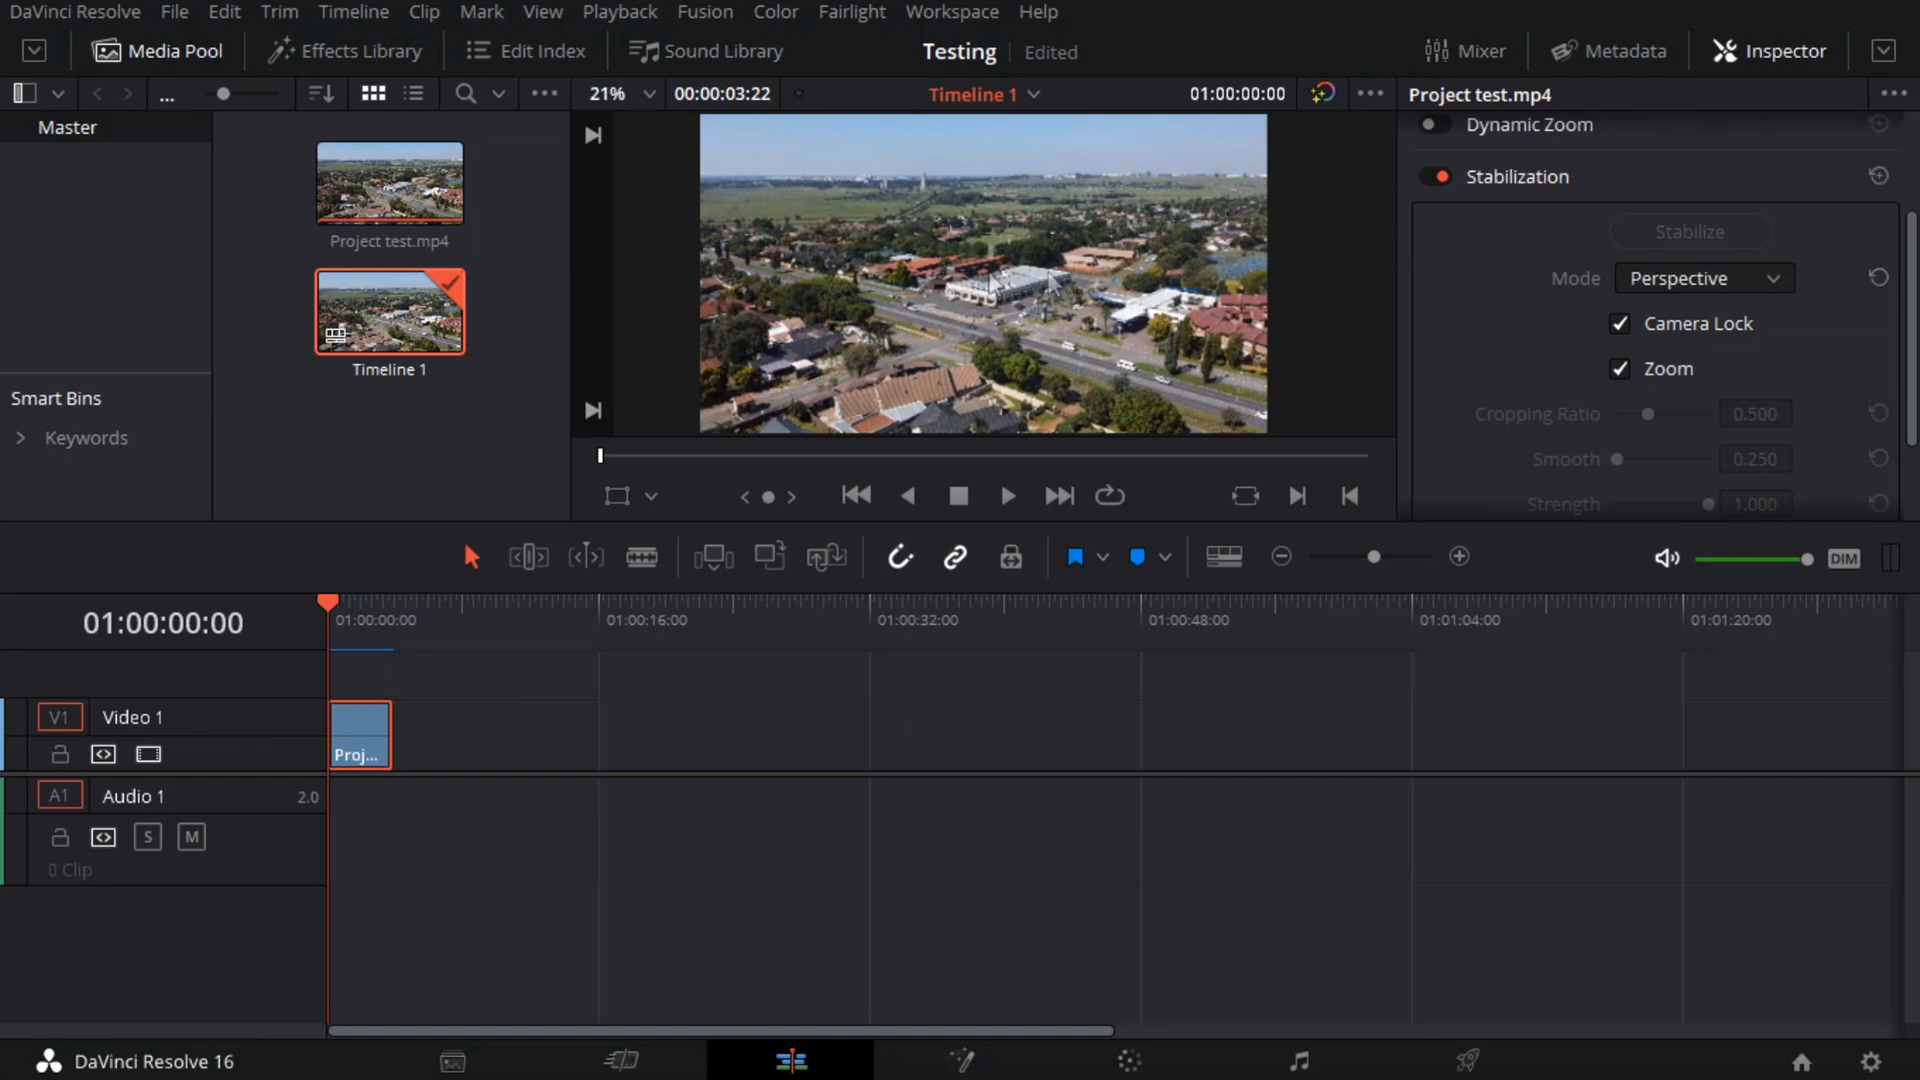 DaVinci Resolve File Edit Trim Timeline Clip Mark View Playback Fusion Color Fairlight Workspace Help
Media Pool Effects Library Edit Index Sound Library Testing Edited Mixer Metadata Inspector
... 21% 00:00:03:22 Timeline 1 01:00:00:00 Project test.mp4
Master
Dynamic Zoom
Stabilization
Stabilize
Project test.mp4
Mode Perspective
Camera Lock
Timeline 1
Zoom
Smart Bins
Cropping Ratio 0.500
Keywords
Smooth 0.250
Strength 1.000
DIM
01:00:00:00
01:00:00:00 01:00:16:00 01:00:32:00 01:00:48:00 01:01:04:00 01:01:20:00
V1 Video 1
Proj...
A1 Audio 1 2.0
S M
0 Clip
DaVinci Resolve 16